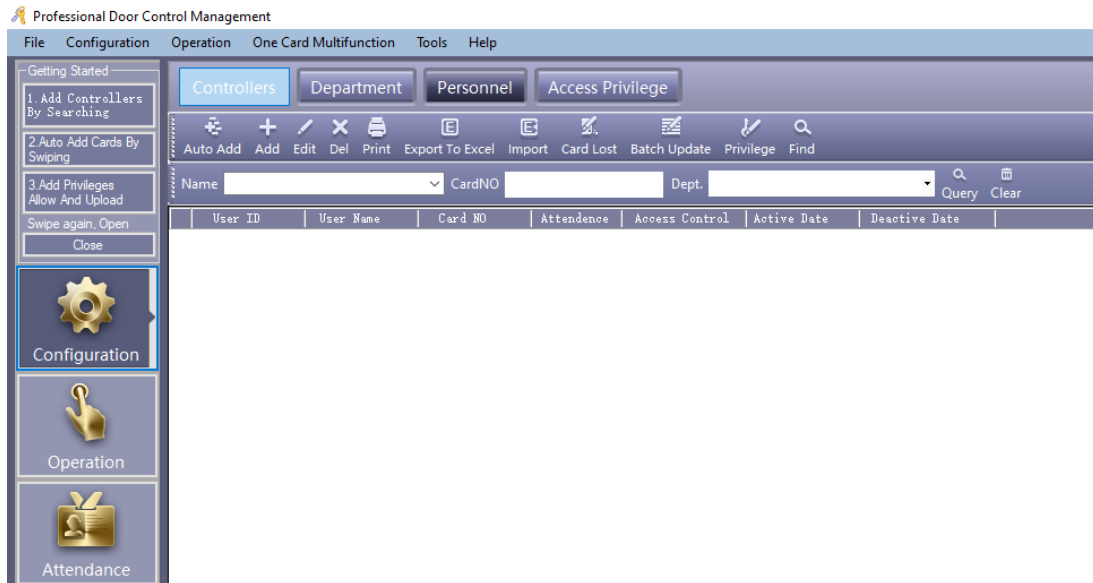 Professional Door Control Management
File Configuration Operation One Card Multifunction Tools Help
Getting Started
1.Add Controllers
By Searching
2.Auto Add Cards By
Swiping
3.Add Privileges
Allow And Upload
Swipe again, Open
Close
Configuration
Operation
Attendance
Controllers Department Personnel Access Privilege
Auto Add Add Edit Del Print Export To Excel Import Card Lost Batch Update Privilege Find
Name CardNO Dept. Query Clear
User ID User Name Card NO Attendence Access Control Active Date Deactive Date